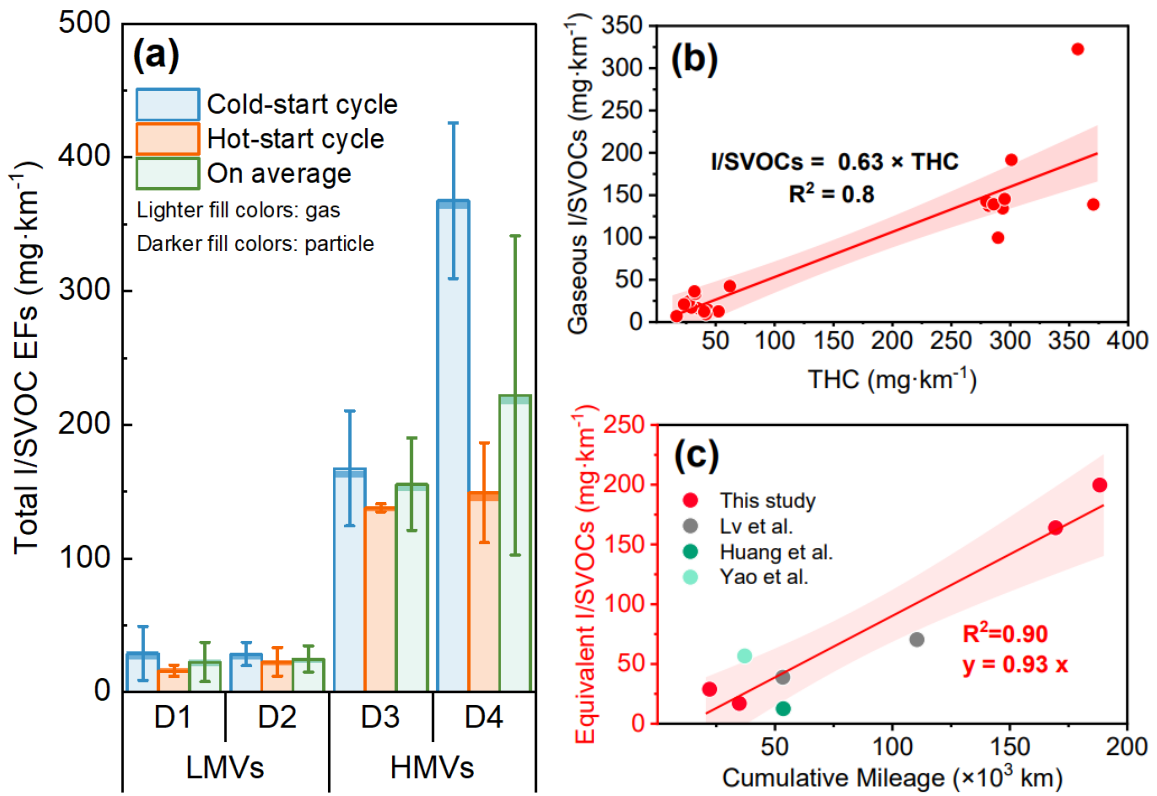 (a)
Cold-start cycle
Hot-start cycle
On average
Lighter fill colors: gas
Darker fill colors: particle
Total I/SVOC EFs (mg·km⁻¹)
500
400
300
200
100
0
D1 D2 D3 D4
LMVs HMVs
(b)
I/SVOCs = 0.63 × THC
R² = 0.8
Gaseous I/SVOCs (mg·km⁻¹)
350
300
250
200
150
100
50
0
50 100 150 200 250 300 350 400
THC (mg·km⁻¹)
(c)
This study
Lv et al.
Huang et al.
Yao et al.
R²=0.90
y = 0.93 x
Equivalent I/SVOCs (mg·km⁻¹)
250
200
150
100
50
0
50 100 150 200
Cumulative Mileage (×10³ km)